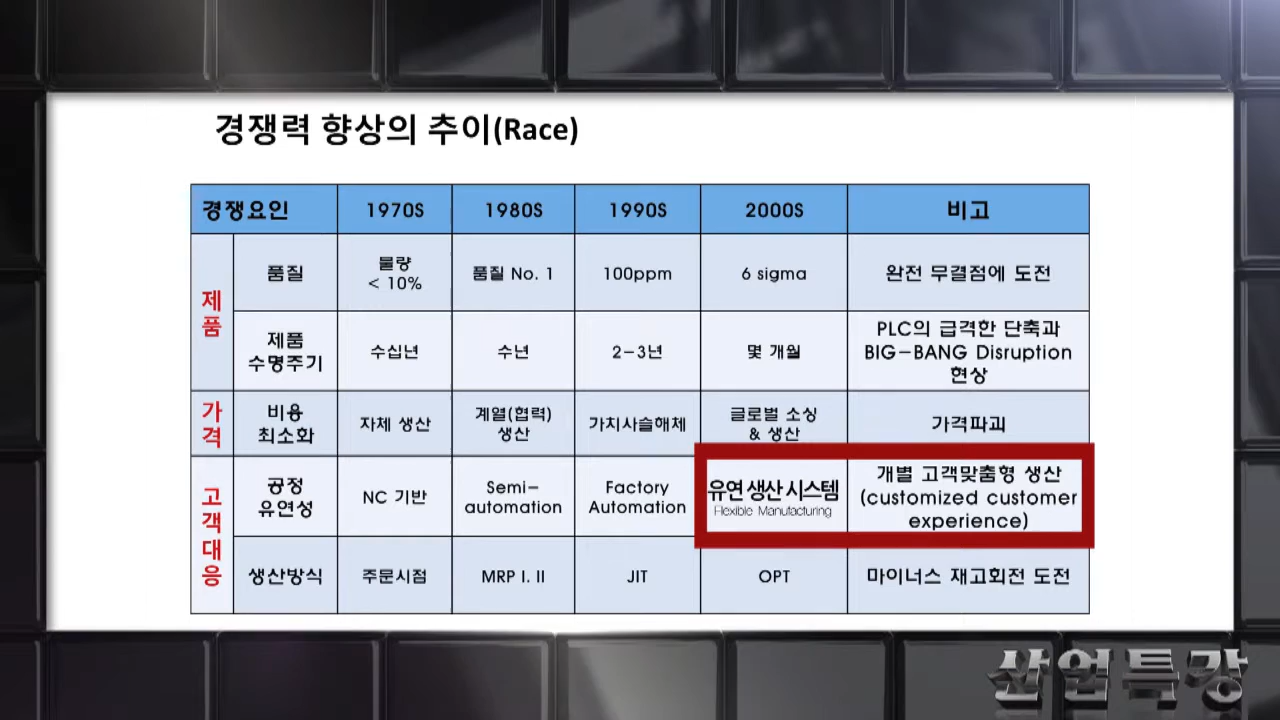 경쟁력 향상의 추이(Race)
경쟁요인 1970S 1980S 1990S 2000S 비고
제품
품질
물량
< 10%
품질 No. 1
100ppm
6 sigma
완전 무결점에 도전
제품
수명주기
수십년
수년
2-3년
몇 개월
PLC의 급격한 단축과
BIG-BANG Disruption
현상
가격
비용
최소화
자체 생산
계열(협력)
생산
가치사슬해체
글로벌 소싱
& 생산
가격파괴
고객대응
공정
유연성
NC 기반
Semi-
automation
Factory
Automation
유연 생산 시스템
Flexible Manufacturing
개별 고객맞춤형 생산
(customized customer
experience)
생산방식
주문시점
MRP I. II
JIT
OPT
마이너스 재고회전 도전
산업특강